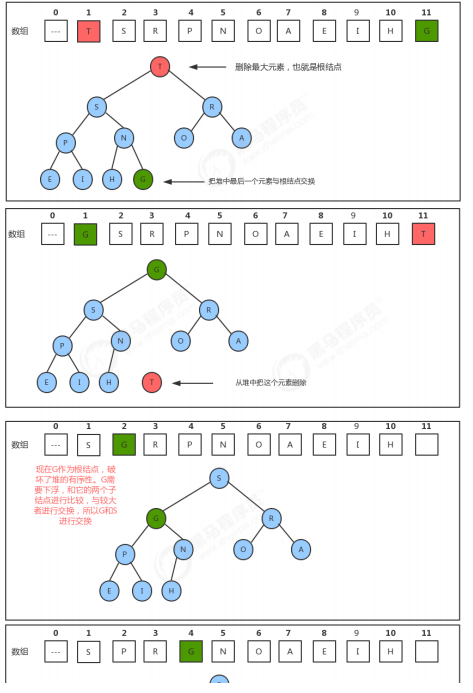 0 1 2 3 4 5 6 7 8 9 10 11
数组 --- T S R P N O A E I H G
T
删除最大元素，也就是根结点
S R
P N O A
E I H G
把堆中最后一个元素与根结点交换
0 1 2 3 4 5 6 7 8 9 10 11
数组 --- G S R P N O A E I H T
G
S R
P N O A
E I H T
从堆中把这个元素删除
0 1 2 3 4 5 6 7 8 9 10 11
数组 --- S G R P N O A E I H
现在G作为根结点，破
坏了堆的有序性。G需
要下浮，和它的两个子
结点进行比较，与较大
者进行交换，所以G和S
进行交换
S
G R
P N O A
E I H
0 1 2 3 4 5 6 7 8 9 10 11
数组 --- S P R G N O A E I H